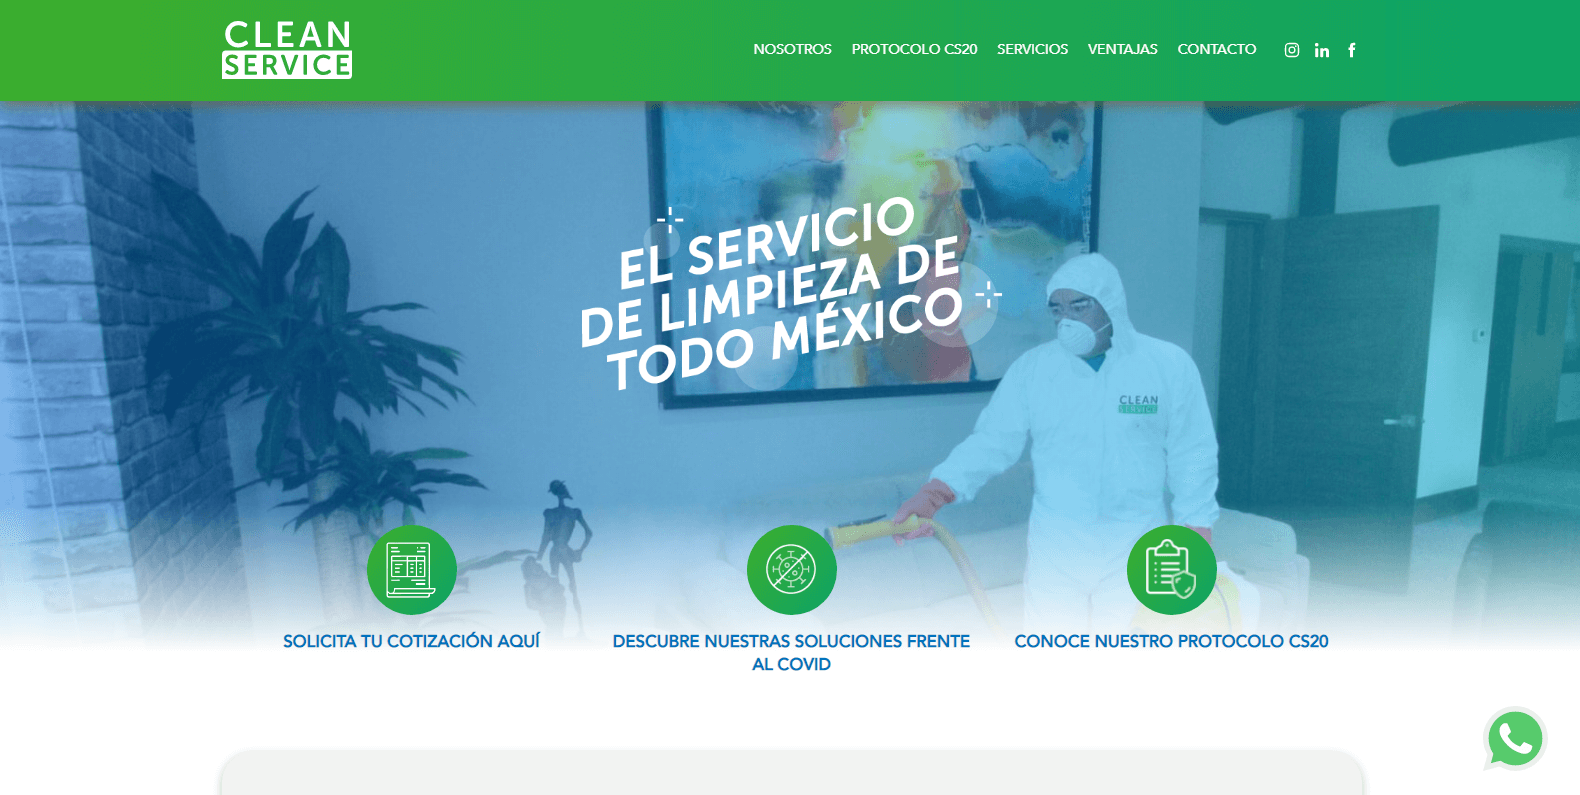 CLEAN
SERVICE
NOSOTROS PROTOCOLO CS20 SERVICIOS VENTAJAS CONTACTO
EL SERVICIO
DE LIMPIEZA DE
TODO MÉXICO
CLEAN
SERVICE
SOLICITA TU COTIZACIÓN AQUÍ
DESCUBRE NUESTRAS SOLUCIONES FRENTE
AL COVID
CONOCE NUESTRO PROTOCOLO CS20